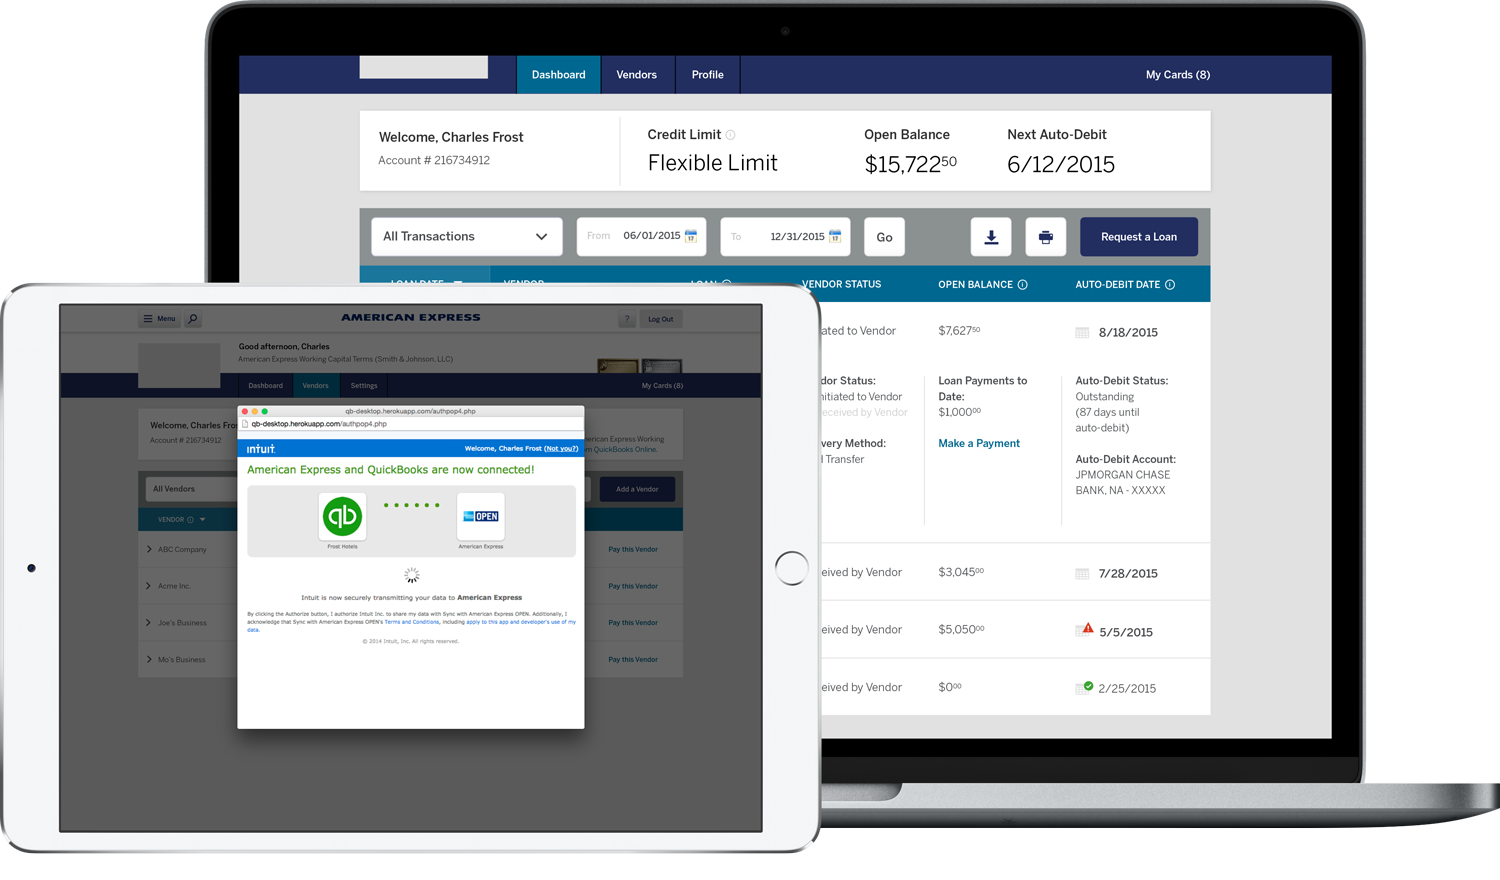 Dashboard
Vendors
Profile
My Cards (8)
Welcome, Charles Frost
Account # 216734912
Credit Limit
Flexible Limit
Open Balance
$15,72250
Next Auto-Debit
6/12/2015
All Transactions
From 06/01/2015
To 12/31/2015
Go
Request a Loan
LOAN DATE
VENDOR
LOAN
VENDOR STATUS
OPEN BALANCE
AUTO-DEBIT DATE
ated to Vendor
$7,62750
8/18/2015
dor Status:
nitiated to Vendor
eceived by Vendor
very Method:
l Transfer
Loan Payments to
Date:
$1,00000
Make a Payment
Auto-Debit Status:
Outstanding
(87 days until
auto-debit)
Auto-Debit Account:
JPMORGAN CHASE
BANK, NA - XXXXX
eived by Vendor
$3,04500
7/28/2015
eived by Vendor
$5,05000
5/5/2015
eived by Vendor
$000
2/25/2015
Menu
AMERICAN EXPRESS
?
Log Out
Good afternoon, Charles
American Express Working Capital Terms (Smith & Johnson, LLC)
Dashboard
Vendors
Settings
My Cards (8)
Welcome, Charles Fros
Account # 216734912
erican Express Working
m QuickBooks Online.
All Vendors
Add a Vendor
VENDOR
ABC Company
Pay this Vendor
Acme Inc.
Pay this Vendor
Joe's Business
Pay this Vendor
Mo's Business
Pay this Vendor
qb-desktop.herokuapp.com/authpop4.php
qb-desktop.herokuapp.com/authpop4.php
intuit
Welcome, Charles Frost (Not you?)
American Express and QuickBooks are now connected!
qb
OPEN
Frost Hotels
American Express
Intuit is now securely transmitting your data to American Express
By clicking the Authorize button, I authorize Intuit Inc. to share my data with Sync with American Express OPEN. Additionally, I
acknowledge that Sync with American Express OPEN's Terms and Conditions, including apply to this app and developer's use of my
data.
© 2014 Intuit, Inc. All rights reserved.